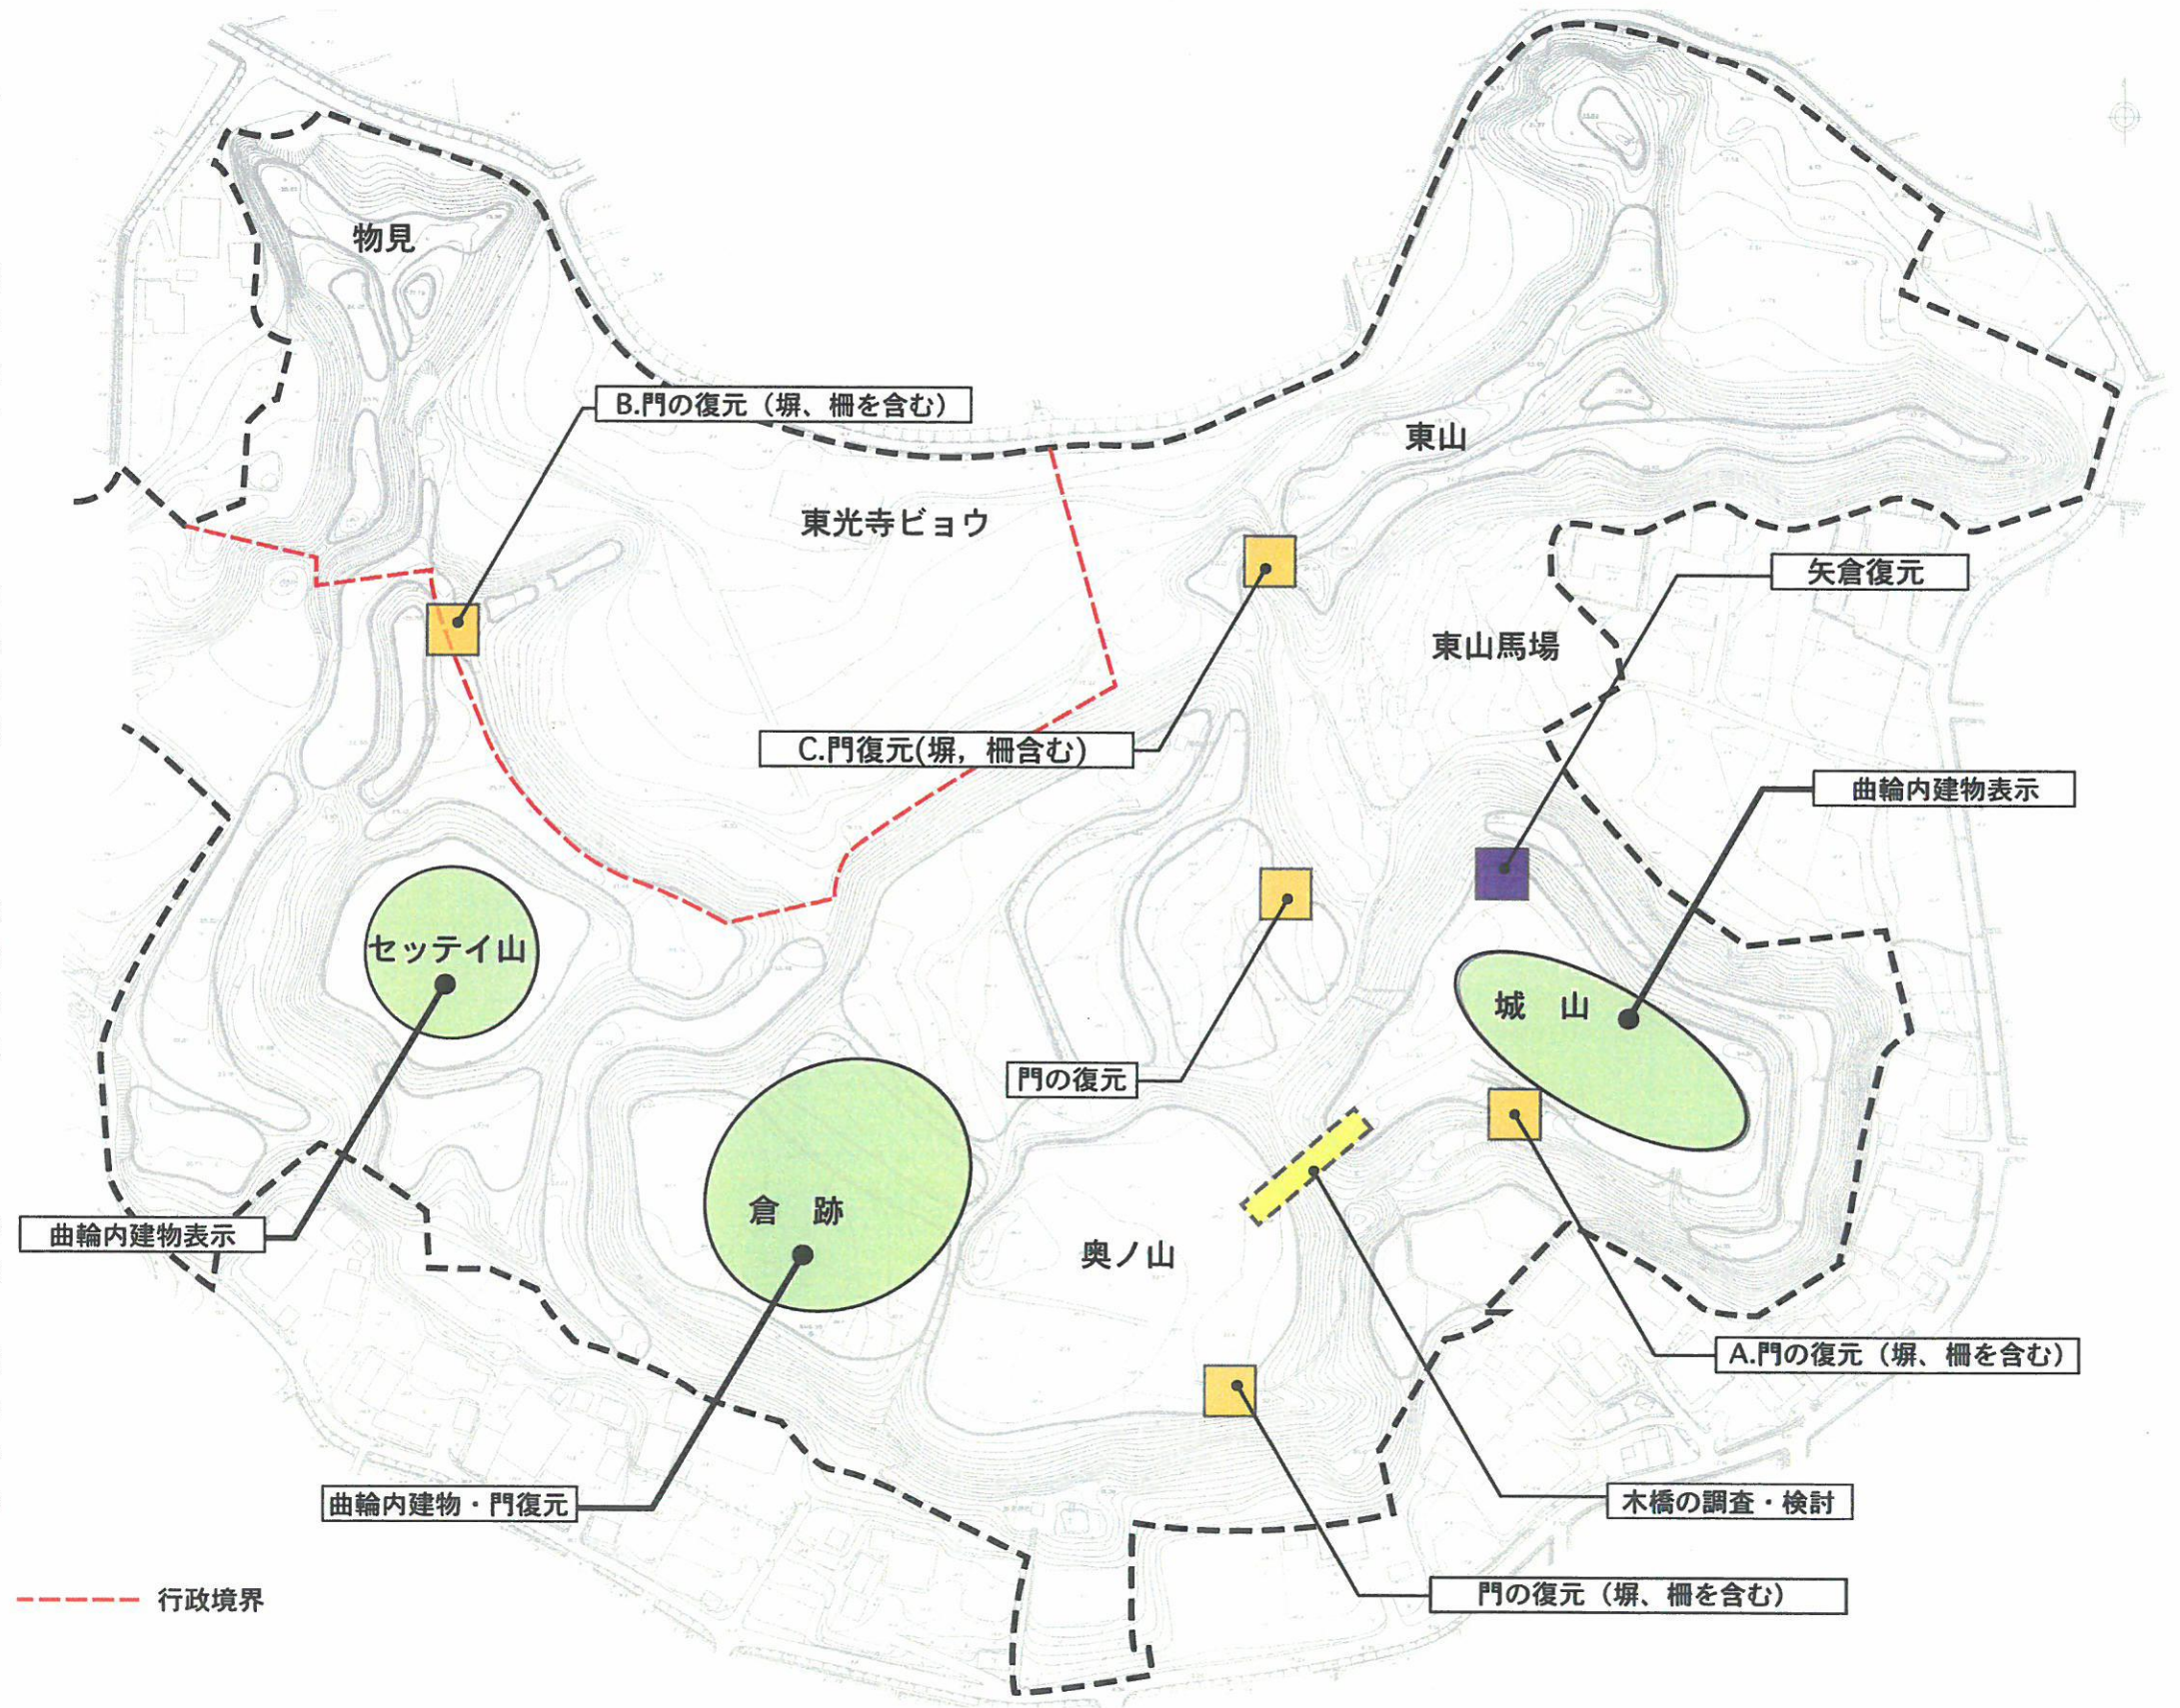 物見
B.門の復元（塀、柵を含む）
東山
東光寺ビョウ
矢倉復元
東山馬場
C.門復元(塀，柵含む)
曲輪内建物表示
セッテイ山
城　山
門の復元
倉　跡
曲輪内建物表示
奥ノ山
A.門の復元（塀、柵を含む）
曲輪内建物・門復元
木橋の調査・検討
門の復元（塀、柵を含む）
行政境界